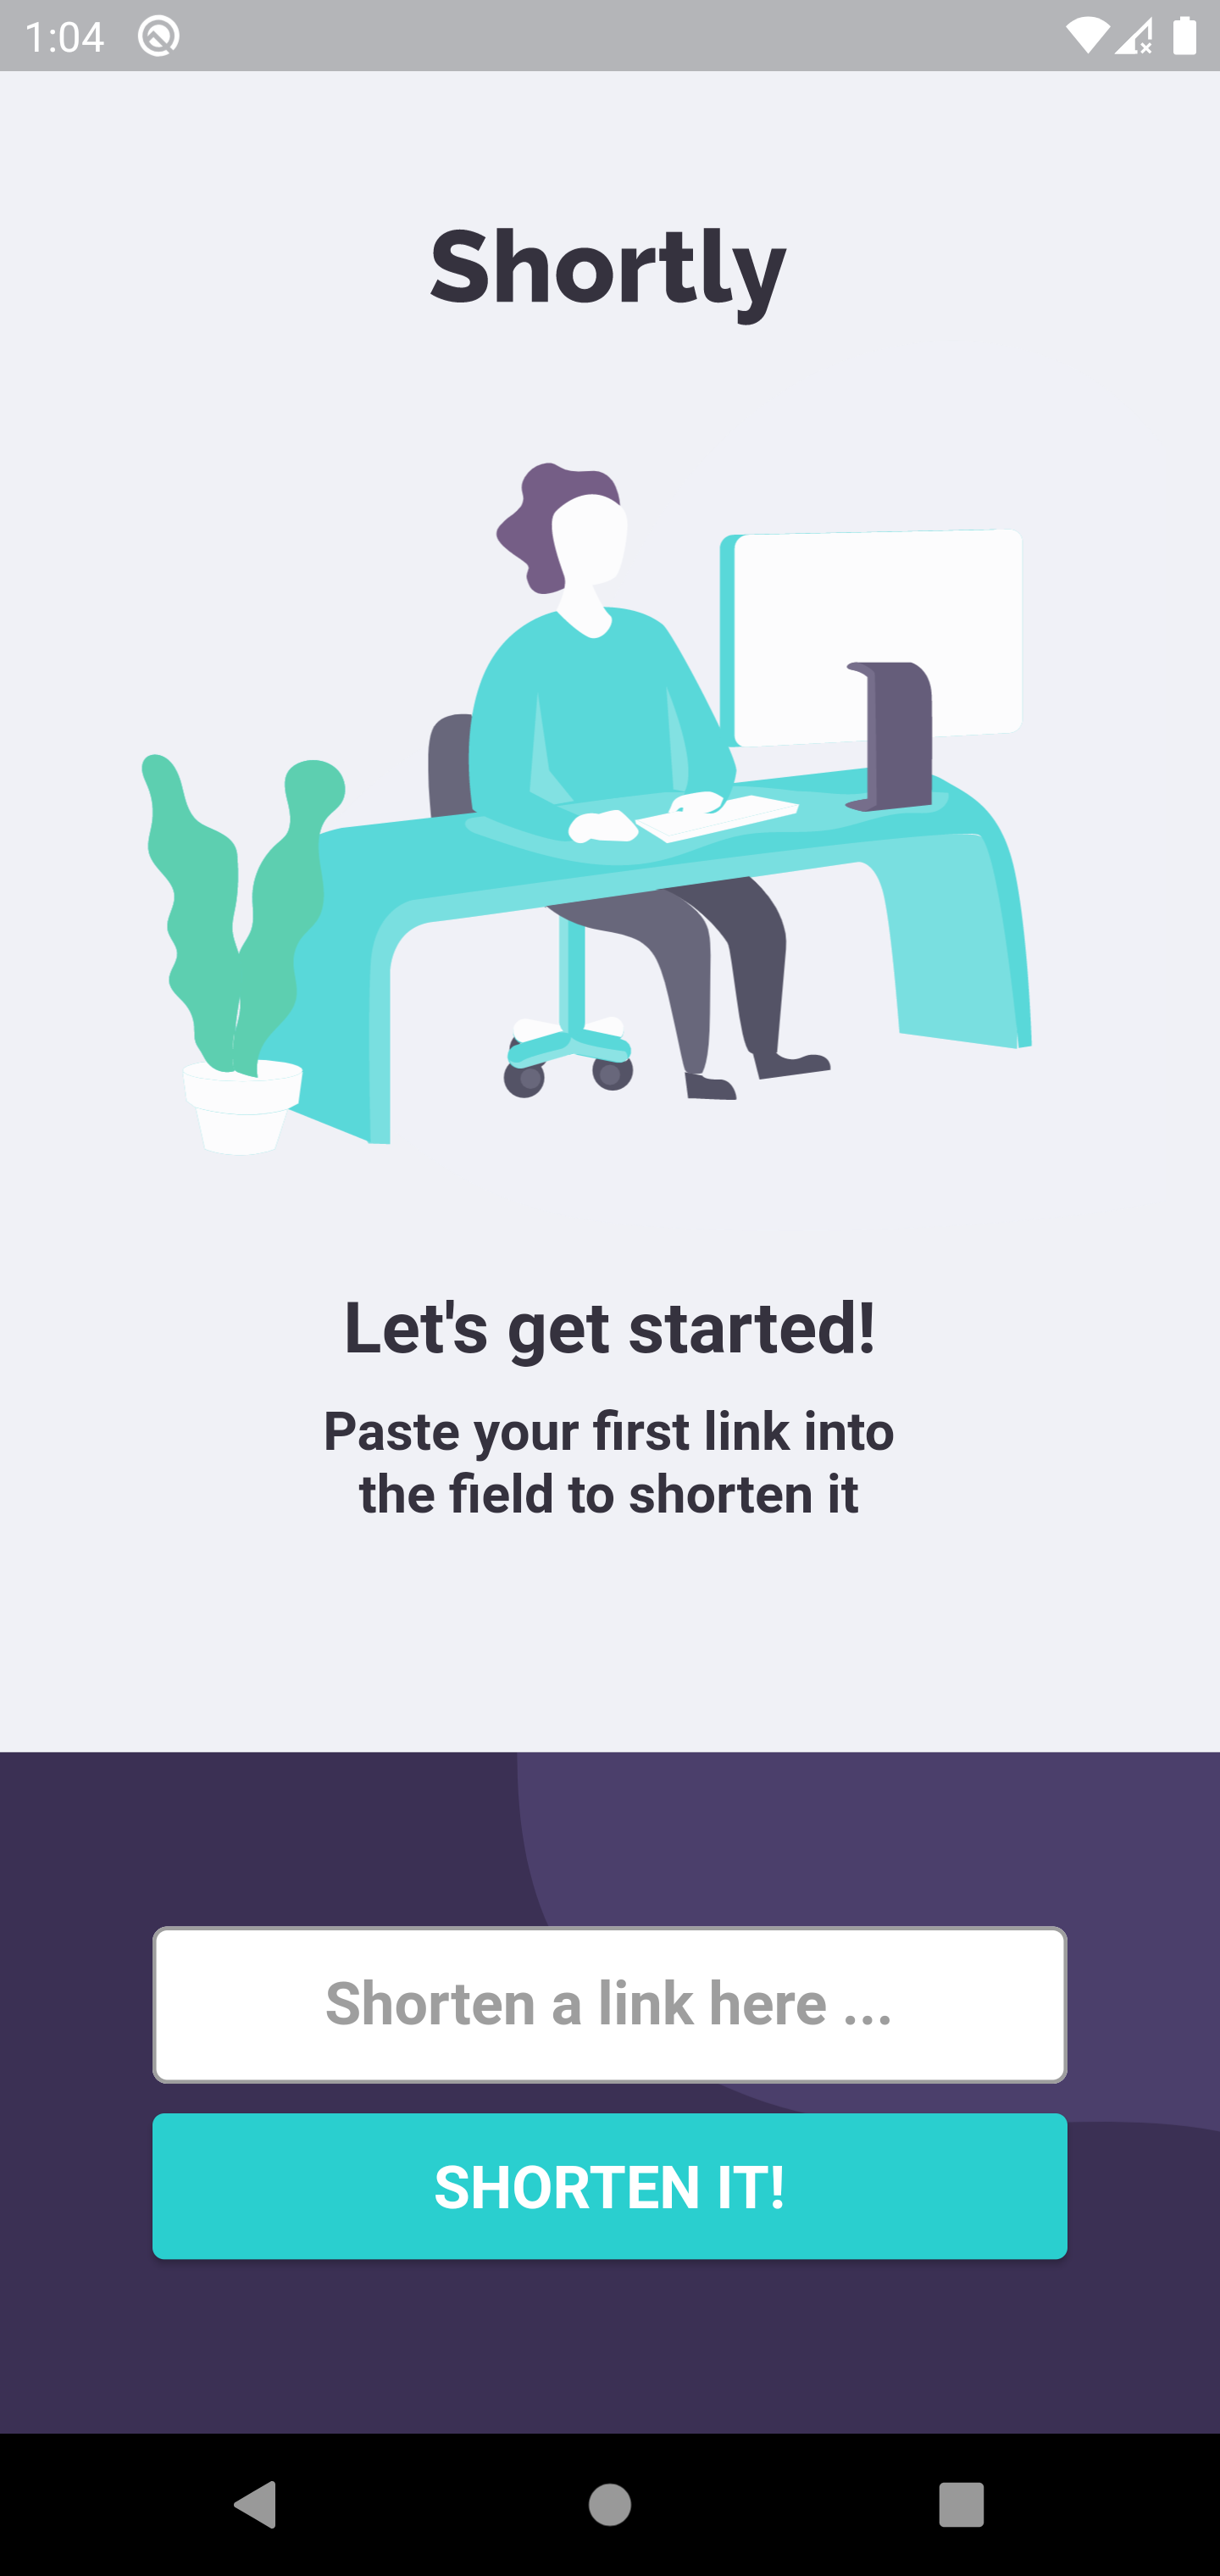 1:04
Shortly
Let's get started!
Paste your first link into
the field to shorten it
Shorten a link here ...
SHORTEN IT!